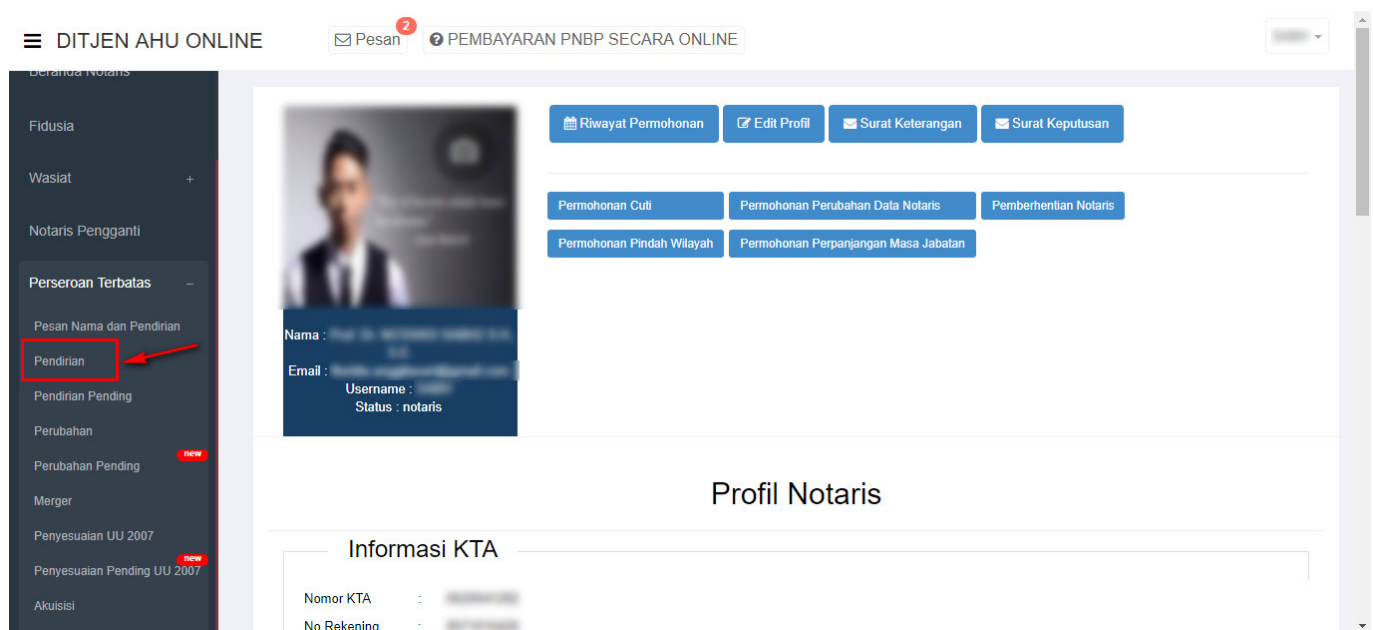 DITJEN AHU ONLINE
Pesan 2
PEMBAYARAN PNBP SECARA ONLINE
Beranda Notaris
Fidusia
Wasiat +
Notaris Pengganti
Perseroan Terbatas −
Pesan Nama dan Pendirian
Pendirian
Pendirian Pending
Perubahan
Perubahan Pending new
Merger
Penyesuaian UU 2007
Penyesuaian Pending UU 2007 new
Akuisisi
Riwayat Permohonan Edit Profil Surat Keterangan Surat Keputusan
Permohonan Cuti Permohonan Perubahan Data Notaris Pemberhentian Notaris
Permohonan Pindah Wilayah Permohonan Perpanjangan Masa Jabatan
Nama :
Email :
Username :
Status : notaris
Profil Notaris
Informasi KTA
Nomor KTA :
No Rekening :